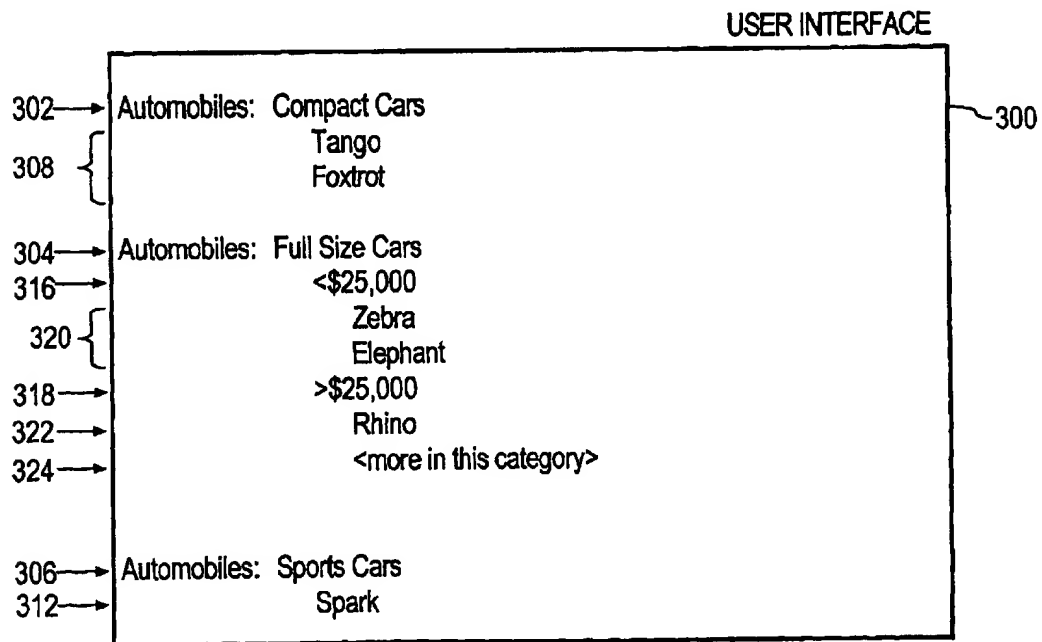 USER INTERFACE
300
302 Automobiles: Compact Cars
308 Tango
Foxtrot
304 Automobiles: Full Size Cars
316 <$25,000
320 Zebra
Elephant
318 >$25,000
322 Rhino
324 <more in this category>
306 Automobiles: Sports Cars
312 Spark